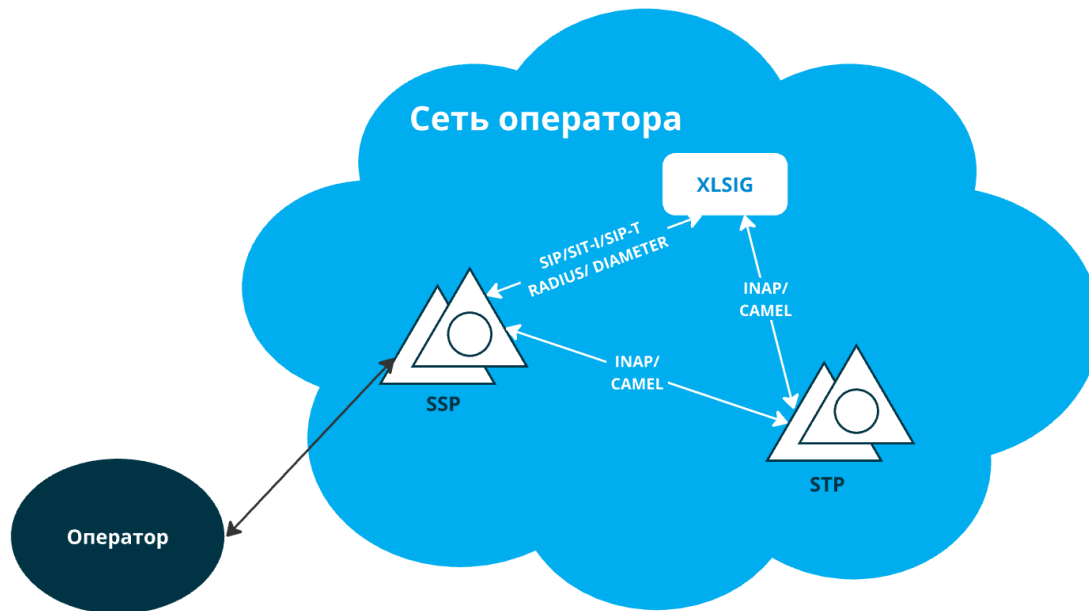 Сеть оператора
XLSIG
SIP/SIT-I/SIP-T
RADIUS/ DIAMETER
INAP/
CAMEL
INAP/
CAMEL
SSP
STP
Оператор